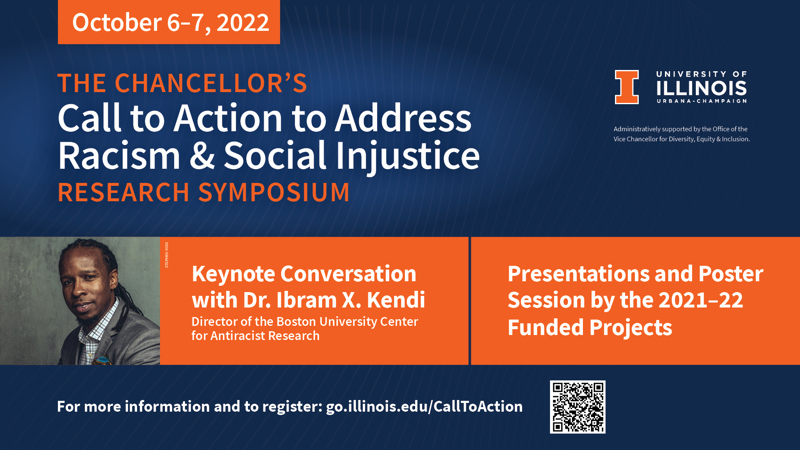 October 6–7, 2022
THE CHANCELLOR’S
Call to Action to Address
Racism & Social Injustice
RESEARCH SYMPOSIUM
UNIVERSITY OF
ILLINOIS
URBANA-CHAMPAIGN
Administratively supported by the Office of the
Vice Chancellor for Diversity, Equity & Inclusion.
Keynote Conversation
with Dr. Ibram X. Kendi
Director of the Boston University Center
for Antiracist Research
Presentations and Poster
Session by the 2021–22
Funded Projects
For more information and to register: go.illinois.edu/CallToAction